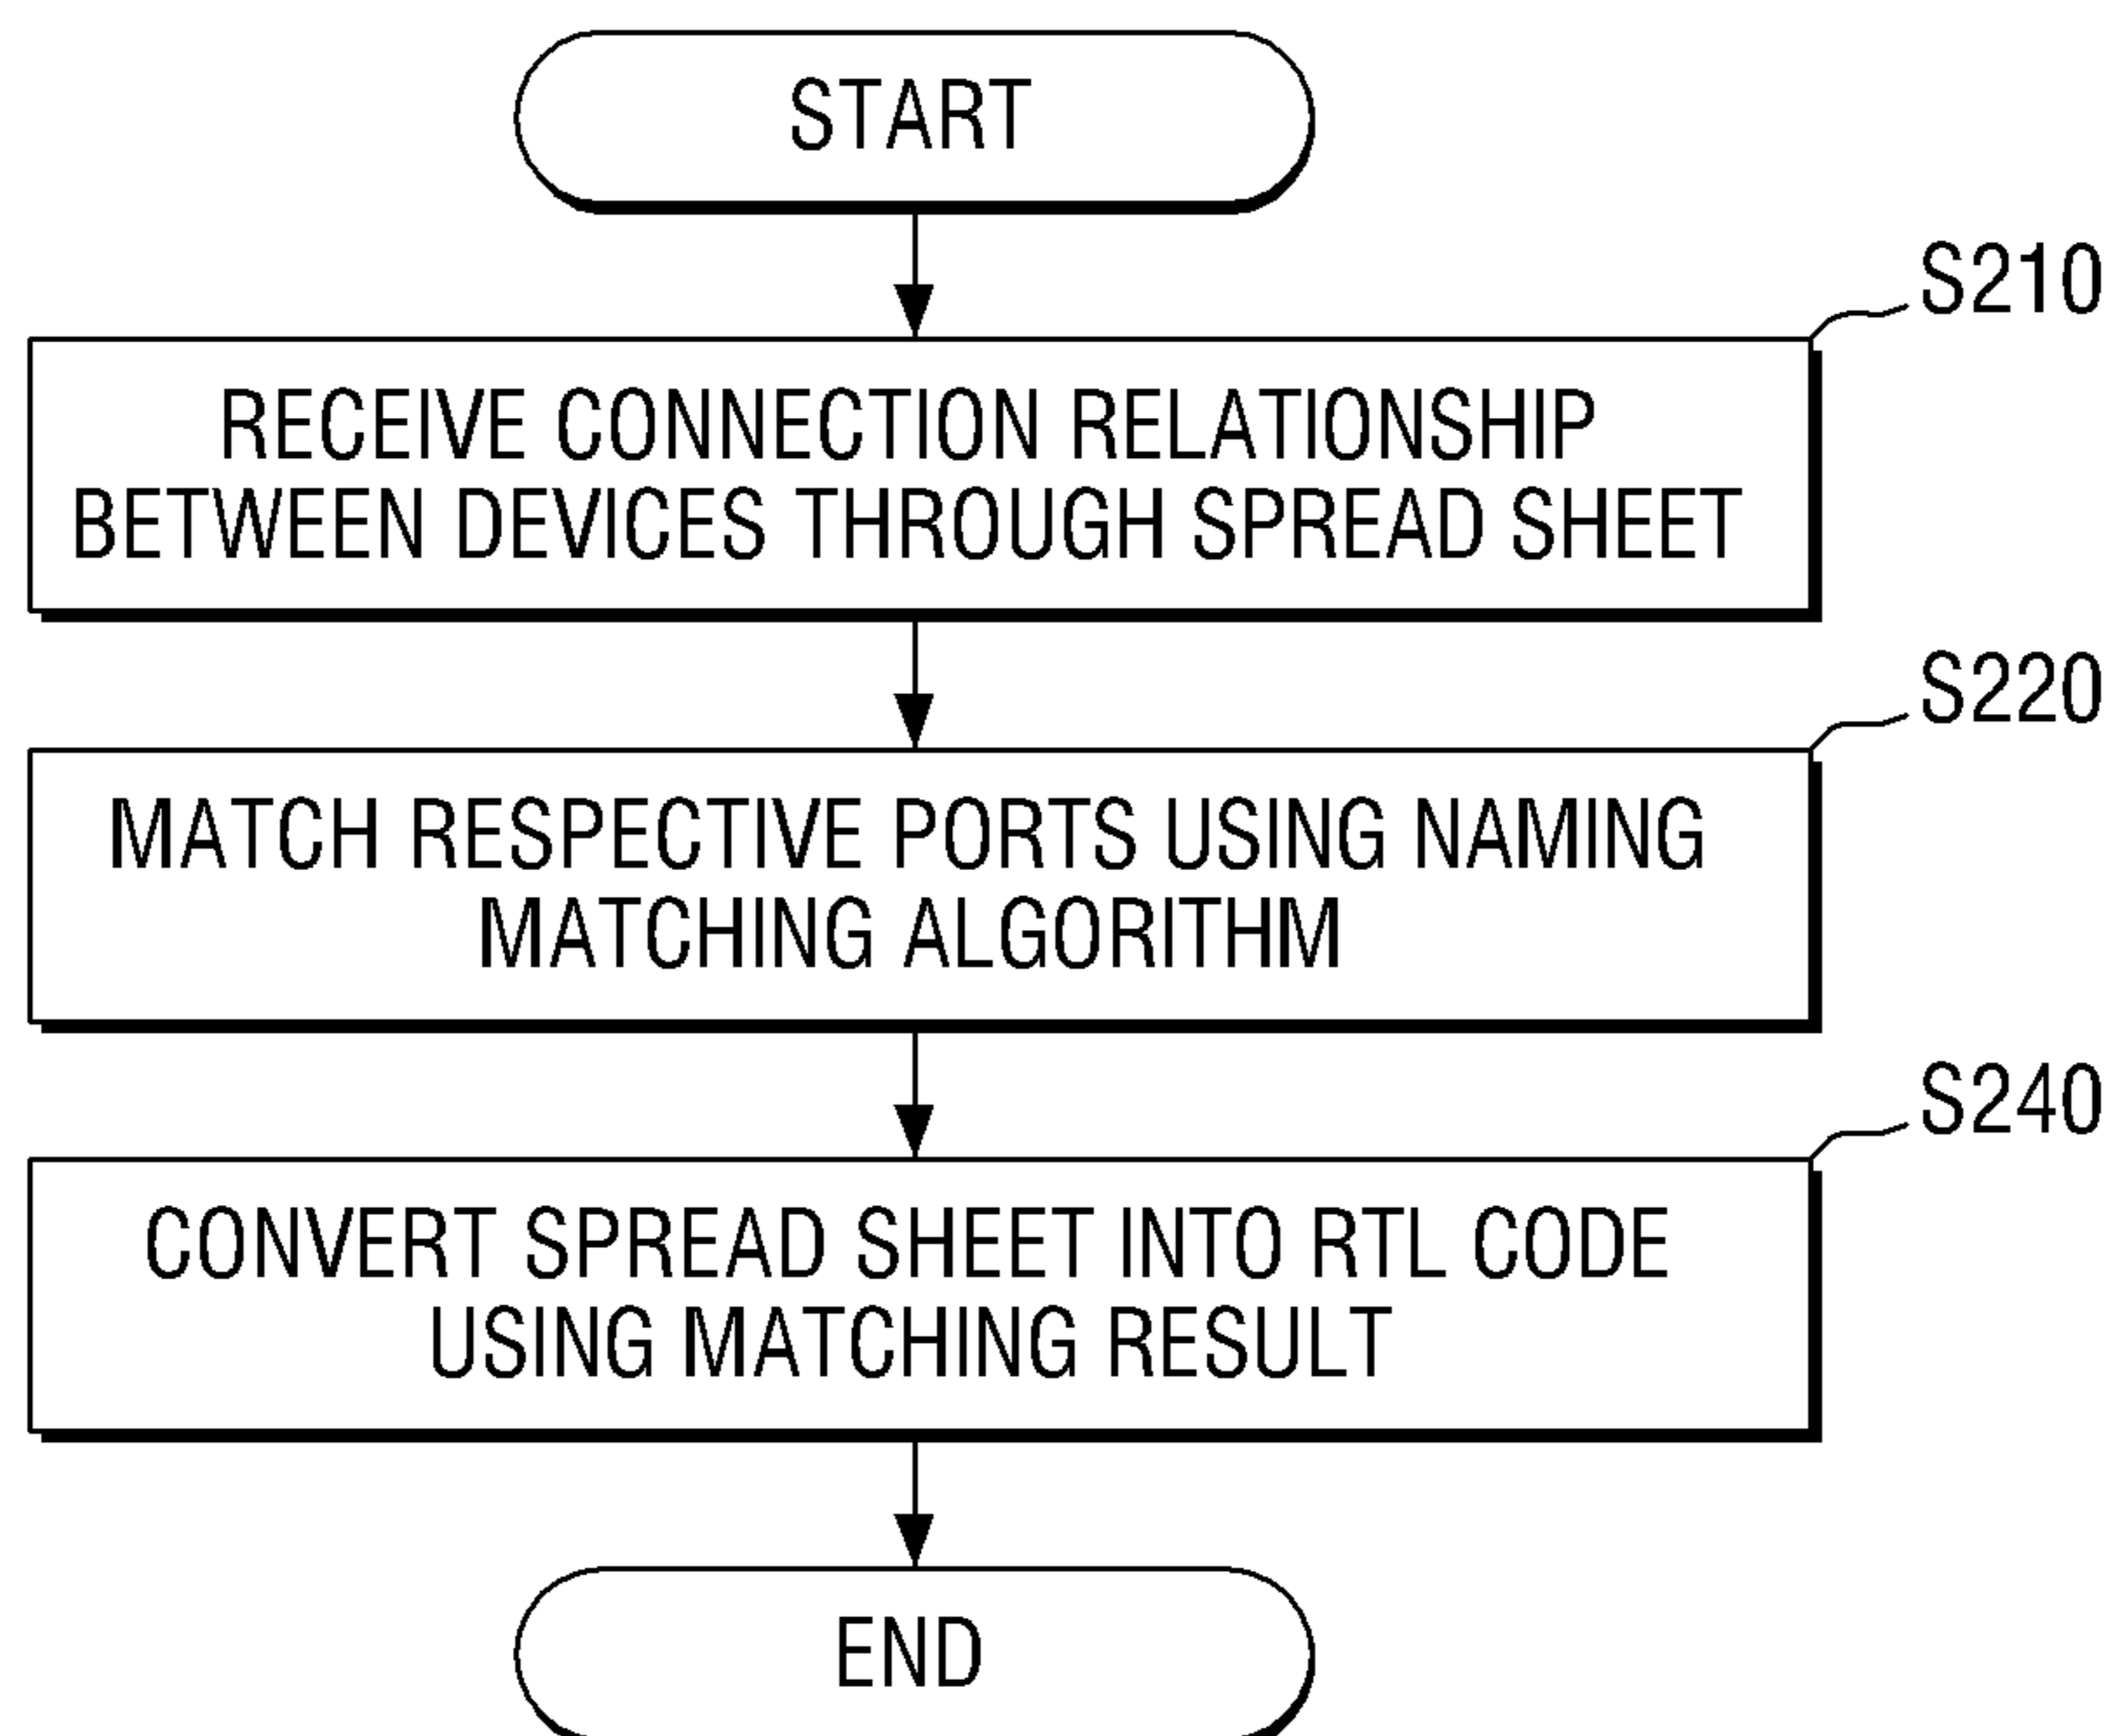 START
S210
RECEIVE CONNECTION RELATIONSHIP
BETWEEN DEVICES THROUGH SPREAD SHEET
S220
MATCH RESPECTIVE PORTS USING NAMING
MATCHING ALGORITHM
S240
CONVERT SPREAD SHEET INTO RTL CODE
USING MATCHING RESULT
END